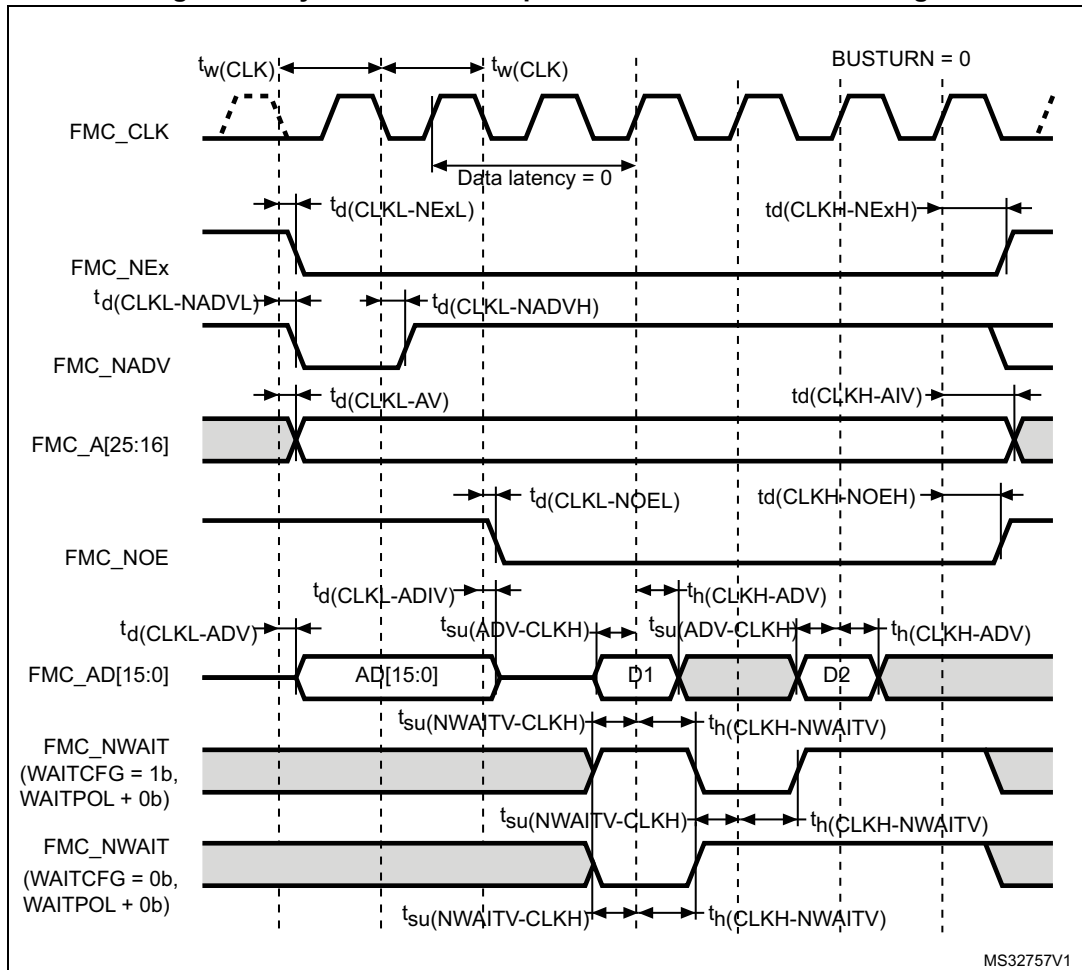 tw(CLK) tw(CLK) BUSTURN = 0
FMC_CLK
Data latency = 0
td(CLKL-NExL) td(CLKH-NExH)
FMC_NEx
td(CLKL-NADVL) td(CLKL-NADVH)
FMC_NADV
td(CLKL-AV) td(CLKH-AIV)
FMC_A[25:16]
td(CLKL-NOEL) td(CLKH-NOEH)
FMC_NOE
td(CLKL-ADIV) th(CLKH-ADV)
td(CLKL-ADV) tsu(ADV-CLKH) tsu(ADV-CLKH) th(CLKH-ADV)
FMC_AD[15:0] AD[15:0] D1 D2
tsu(NWAITV-CLKH) th(CLKH-NWAITV)
FMC_NWAIT
(WAITCFG = 1b,
WAITPOL + 0b)
tsu(NWAITV-CLKH) th(CLKH-NWAITV)
FMC_NWAIT
(WAITCFG = 0b,
WAITPOL + 0b)
tsu(NWAITV-CLKH) th(CLKH-NWAITV)
MS32757V1